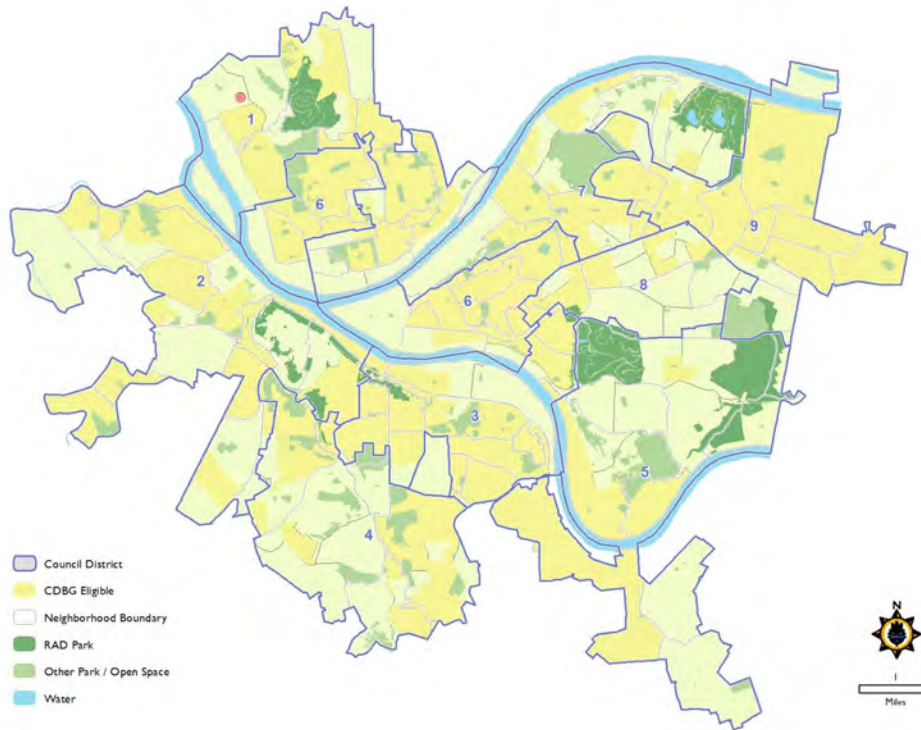 1
6
7
9
2
6
8
3
5
4
Council District
CDBG Eligible
Neighborhood Boundary
RAD Park
Other Park / Open Space
Water
N
1
Miles